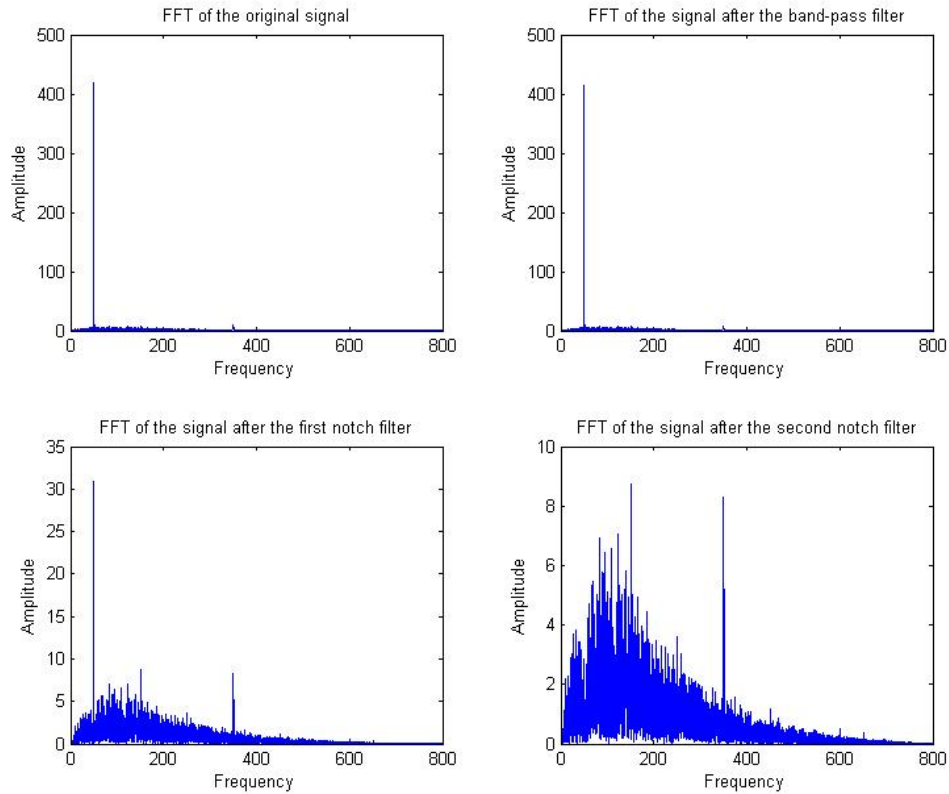 FFT of the original signal
500
400
300
200
100
0
Amplitude
0 200 400 600 800
Frequency
FFT of the signal after the band-pass filter
500
400
300
200
100
0
Amplitude
0 200 400 600 800
Frequency
FFT of the signal after the first notch filter
35
30
25
20
15
10
5
0
Amplitude
0 200 400 600 800
Frequency
FFT of the signal after the second notch filter
10
8
6
4
2
0
Amplitude
0 200 400 600 800
Frequency